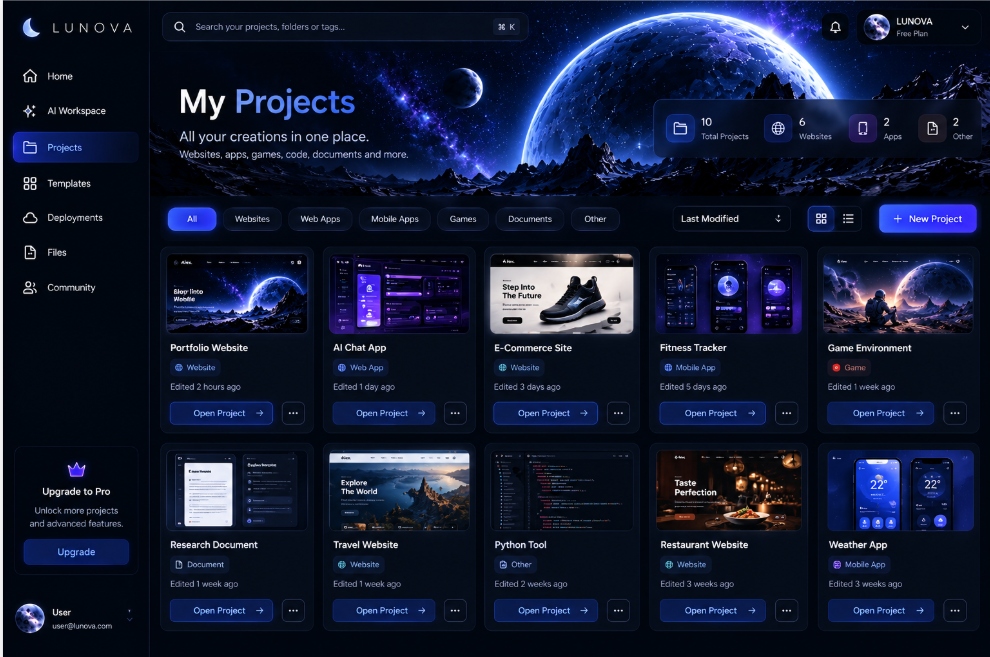 LUNOVA
Search your projects, folders or tags...
⌘ K
LUNOVA
Free Plan
Home
AI Workspace
Projects
Templates
Deployments
Files
Community
My Projects
All your creations in one place.
Websites, apps, games, code, documents and more.
10
Total Projects
6
Websites
2
Apps
2
Other
All
Websites
Web Apps
Mobile Apps
Games
Documents
Other
Last Modified
+ New Project
Portfolio Website
Website
Edited 2 hours ago
Open Project →
AI Chat App
Web App
Edited 1 day ago
Open Project →
Step Into
The Future
E-Commerce Site
Website
Edited 3 days ago
Open Project →
Fitness Tracker
Mobile App
Edited 5 days ago
Open Project →
Game Environment
Game
Edited 1 week ago
Open Project →
Research Document
Document
Edited 1 week ago
Open Project →
Explore
The World
Travel Website
Website
Edited 1 week ago
Open Project →
Python Tool
Other
Edited 2 weeks ago
Open Project →
Taste
Perfection
Restaurant Website
Website
Edited 3 weeks ago
Open Project →
22°
22°
Weather App
Mobile App
Edited 3 weeks ago
Open Project →
Upgrade to Pro
Unlock more projects
and advanced features.
Upgrade
User
user@lunova.com